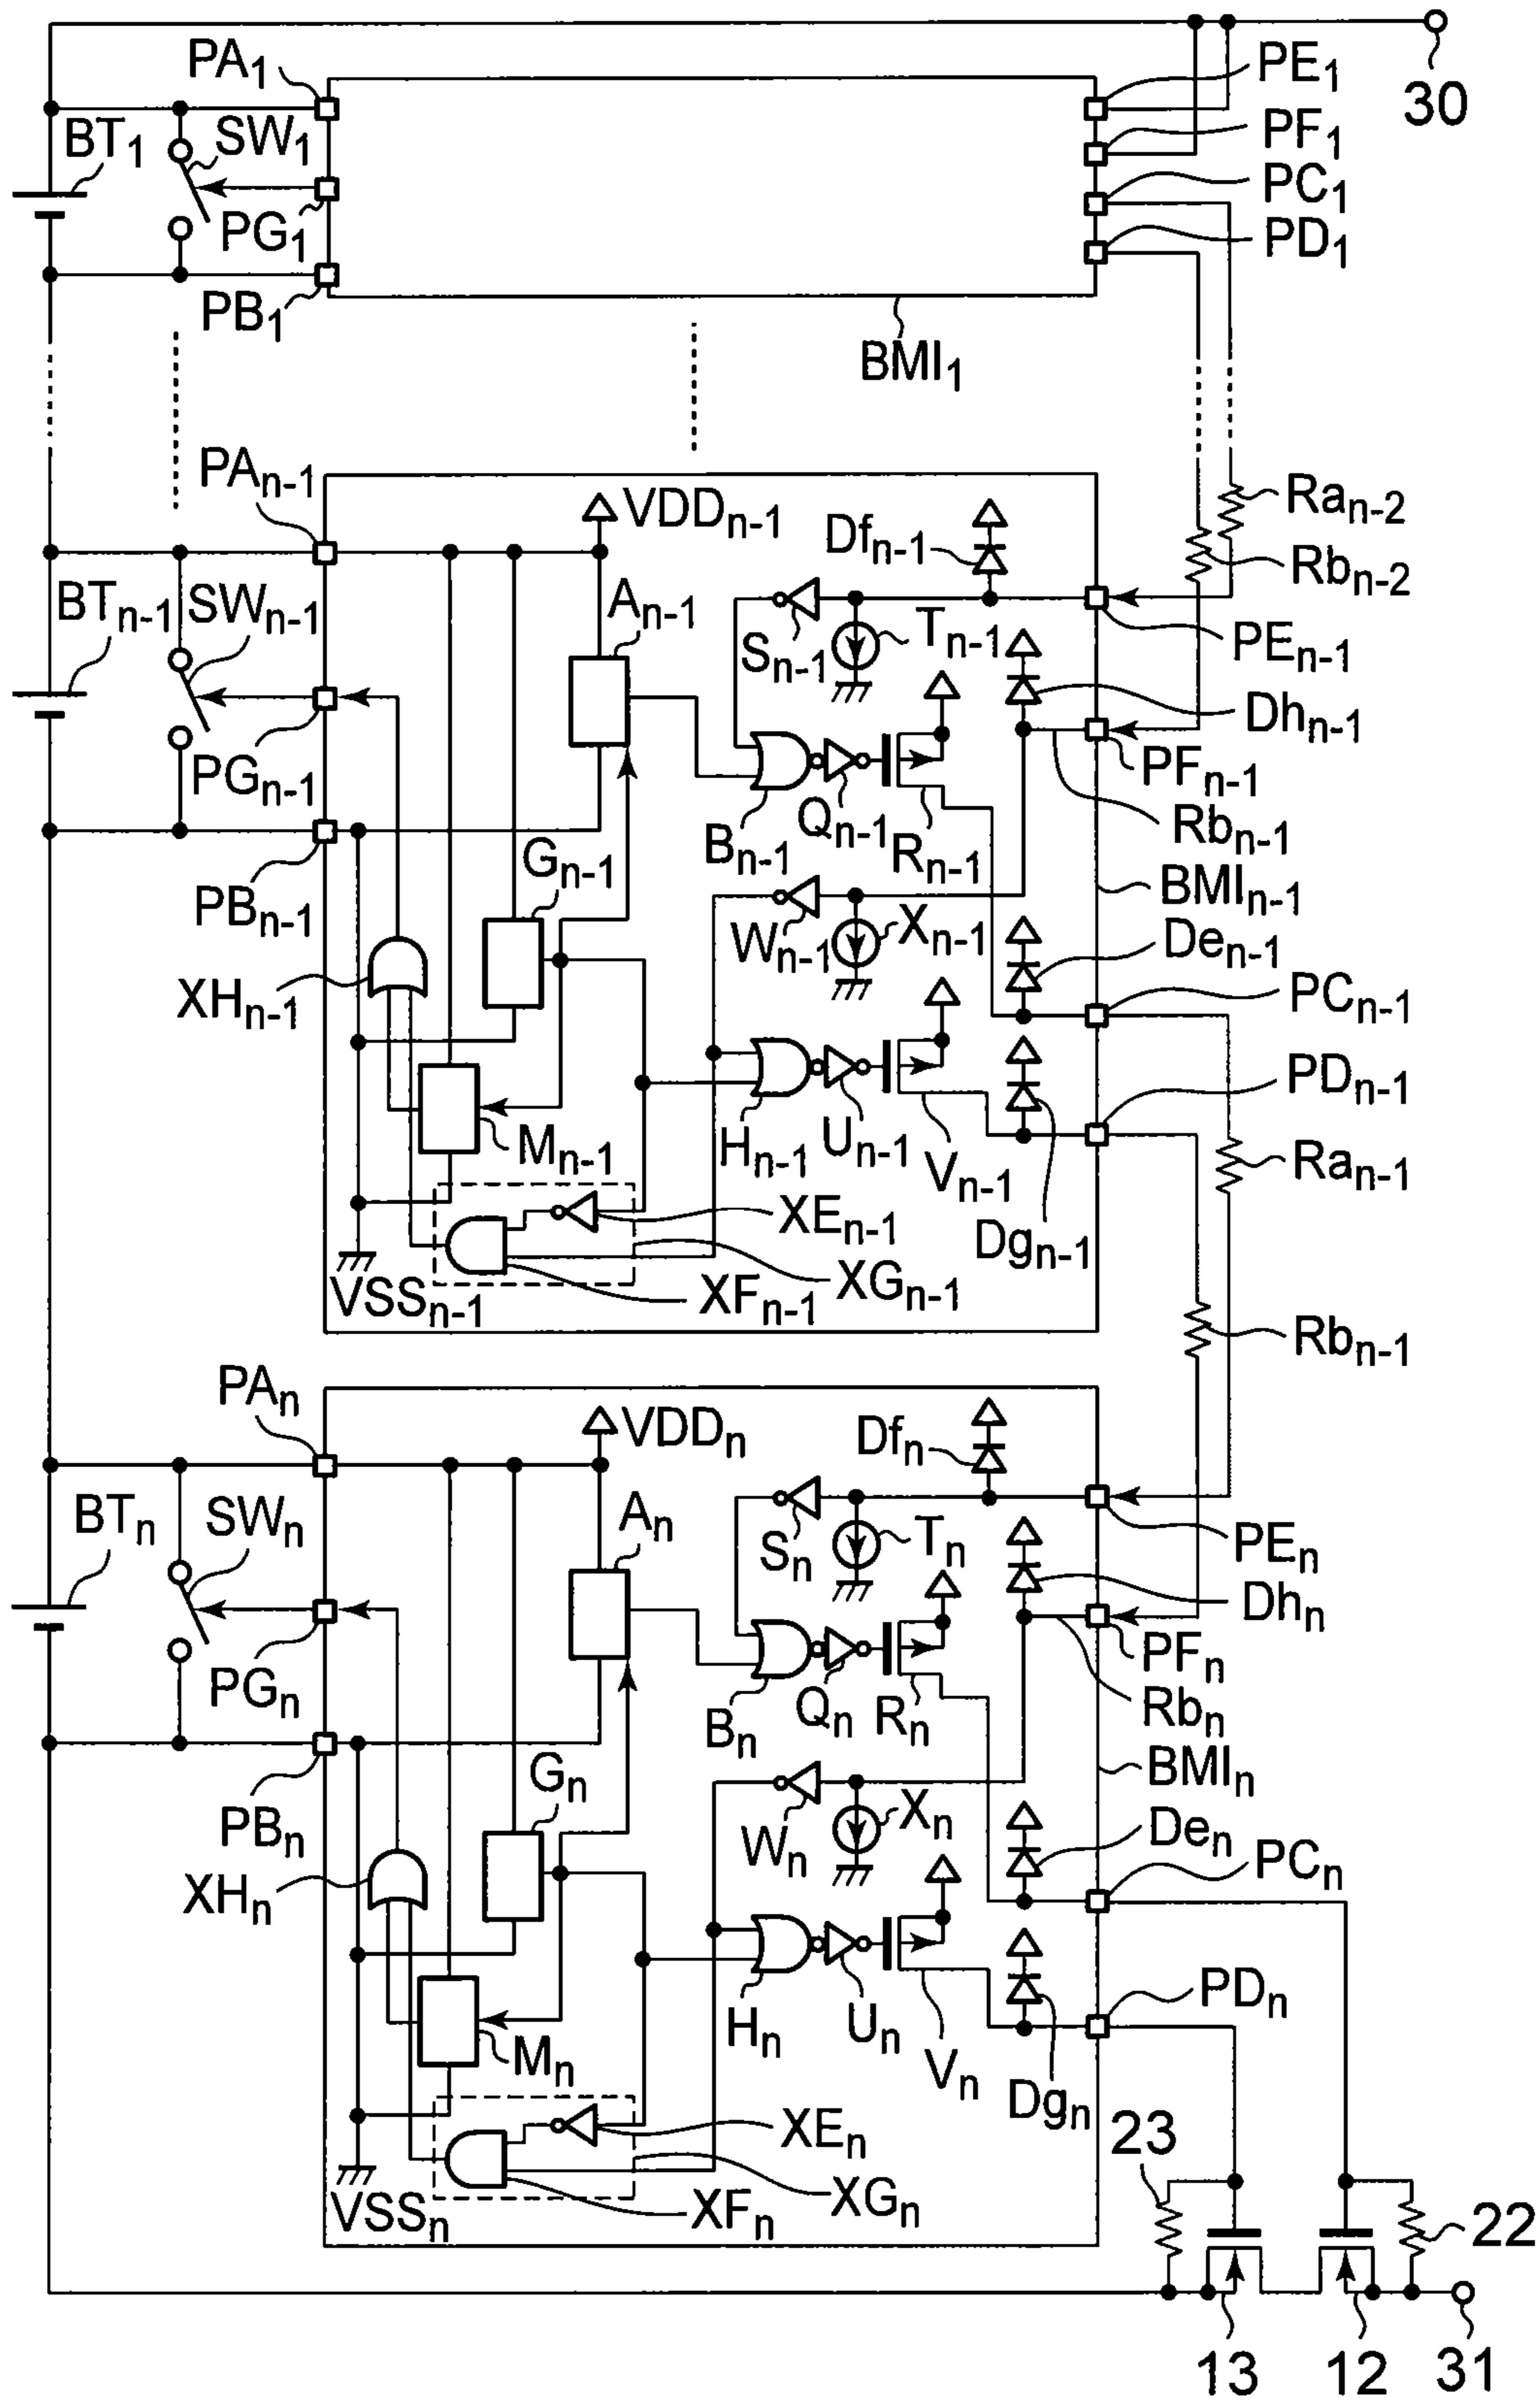 PA1
PE1
30
PF1
BT1
SW1
PC1
PG1
PD1
PB1
BMI1
PAn-1
VDDn-1
Dfn-1
Ran-2
Rbn-2
BTn-1
SWn-1
An-1
Sn-1
Tn-1
PEn-1
Dhn-1
PGn-1
PFn-1
Qn-1
Bn-1
Rn-1
Rbn-1
Gn-1
PBn-1
BMIn-1
Wn-1
Xn-1
Den-1
XHn-1
PCn-1
PDn-1
Mn-1
Hn-1
Un-1
Vn-1
Ran-1
XEn-1
Dgn-1
VSSn-1
XFn-1
XGn-1
Rbn-1
PAn
VDDn
Dfn
BTn
SWn
An
Sn
Tn
PEn
Dhn
PGn
PFn
Bn
Qn
Rn
Rbn
Gn
BMIn
PBn
Wn
Xn
Den
PCn
XHn
PDn
Mn
Hn
Un
Vn
Dgn
XEn
23
VSSn
XFn
XGn
22
13
12
31